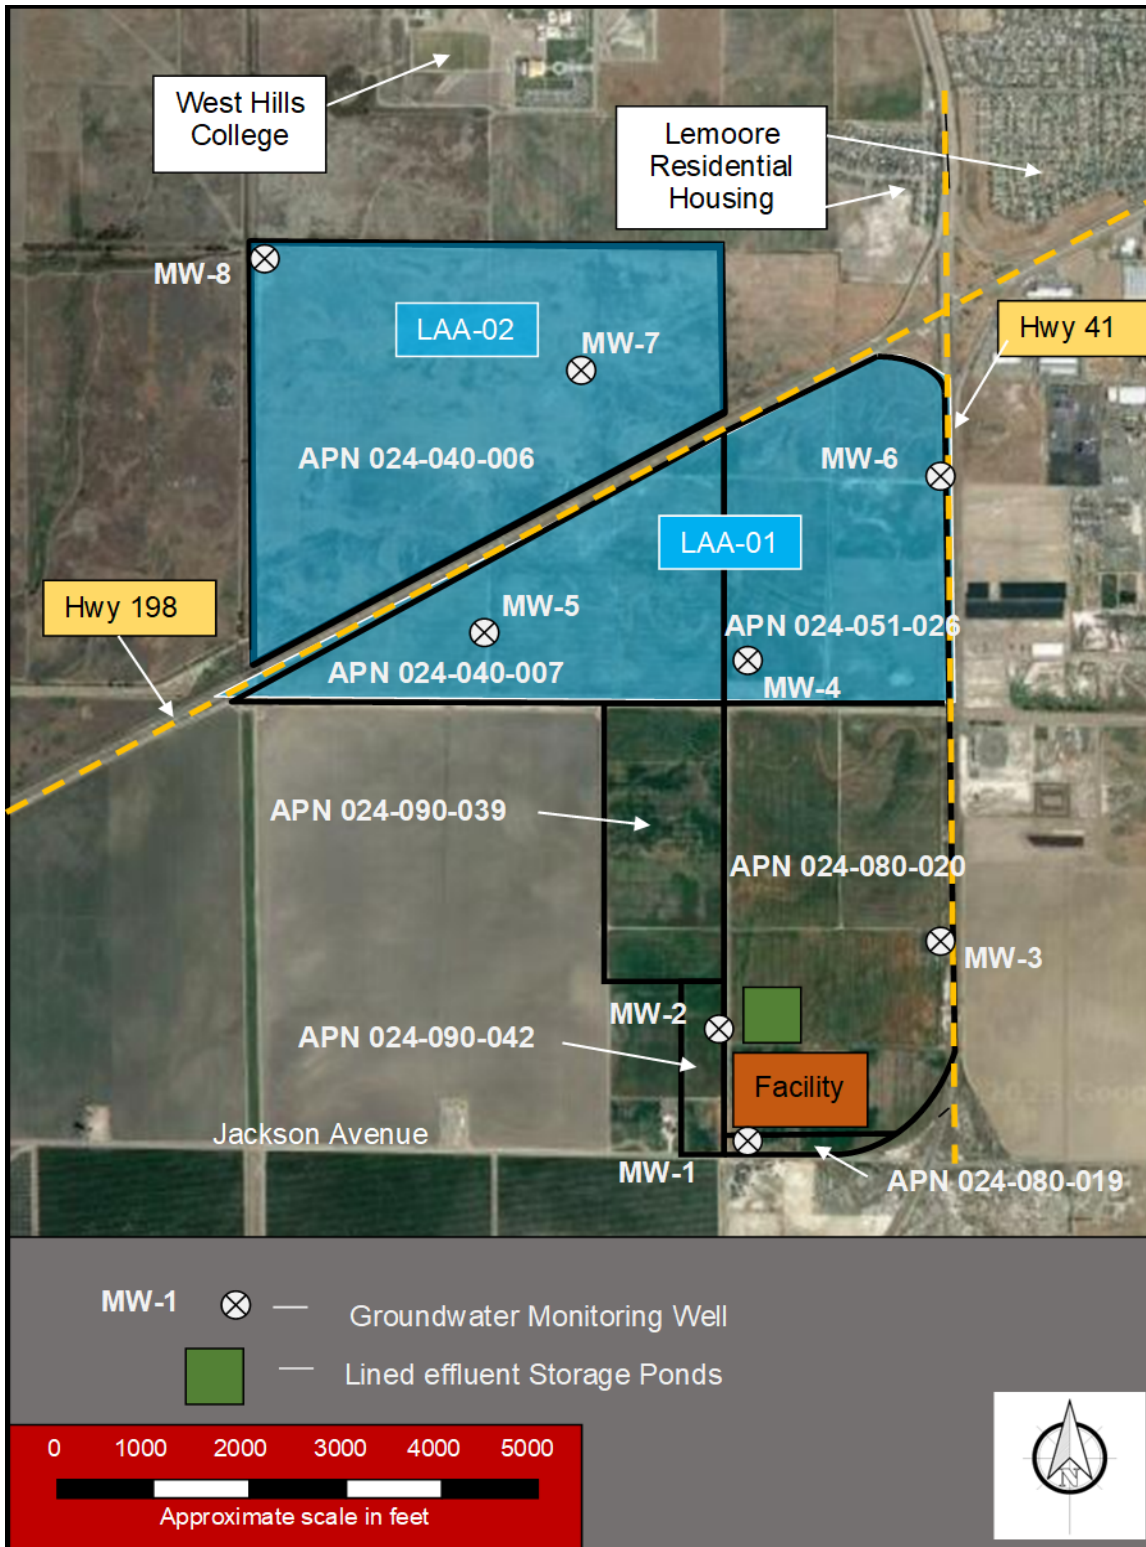 West Hills
College
Lemoore
Residential
Housing
MW-8
LAA-02
MW-7
Hwy 41
APN 024-040-006
MW-6
LAA-01
Hwy 198
MW-5
APN 024-051-026
APN 024-040-007
MW-4
APN 024-090-039
APN 024-080-020
MW-3
MW-2
APN 024-090-042
Facility
Jackson Avenue
MW-1
APN 024-080-019
MW-1
Groundwater Monitoring Well
Lined effluent Storage Ponds
0 1000 2000 3000 4000 5000
Approximate scale in feet
N